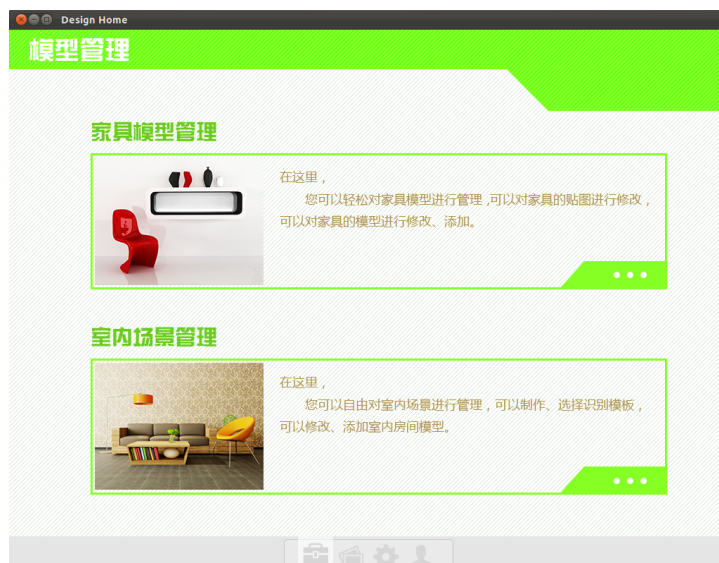 Design Home
模型管理
家具模型管理
在这里，
您可以轻松对家具模型进行管理，可以对家具的贴图进行修改，
可以对家具的模型进行修改、添加。
室内场景管理
在这里，
您可以自由对室内场景进行管理，可以制作、选择识别模板，
可以修改、添加室内房间模型。